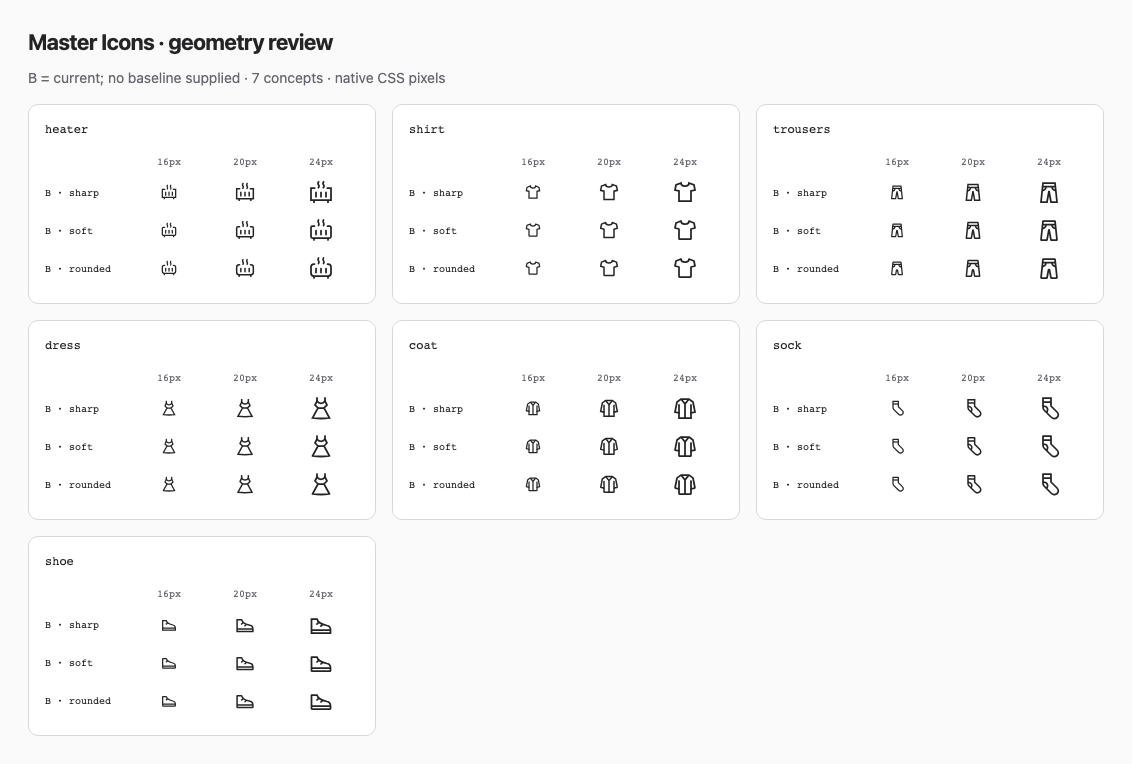 Master Icons · geometry review
B = current; no baseline supplied · 7 concepts · native CSS pixels
heater
16px 20px 24px
B · sharp
B · soft
B · rounded
shirt
16px 20px 24px
B · sharp
B · soft
B · rounded
trousers
16px 20px 24px
B · sharp
B · soft
B · rounded
dress
16px 20px 24px
B · sharp
B · soft
B · rounded
coat
16px 20px 24px
B · sharp
B · soft
B · rounded
sock
16px 20px 24px
B · sharp
B · soft
B · rounded
shoe
16px 20px 24px
B · sharp
B · soft
B · rounded